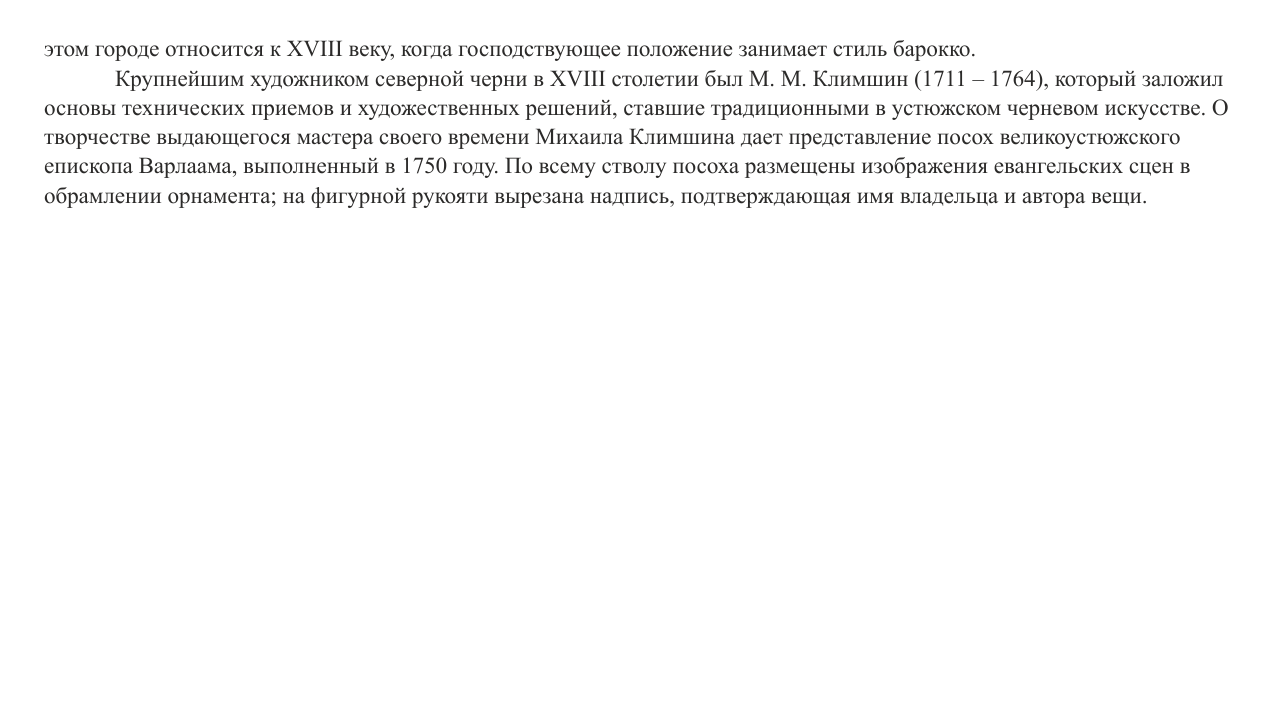 этом городе относится к XVIII веку, когда господствующее положение занимает стиль барокко.
Крупнейшим художником северной черни в XVIII столетии был М. М. Климшин (1711 – 1764), который заложил
основы технических приемов и художественных решений, ставшие традиционными в устюжском черневом искусстве. О
творчестве выдающегося мастера своего времени Михаила Климшина дает представление посох великоустюжского
епископа Варлаама, выполненный в 1750 году. По всему стволу посоха размещены изображения евангельских сцен в
обрамлении орнамента; на фигурной рукояти вырезана надпись, подтверждающая имя владельца и автора вещи.